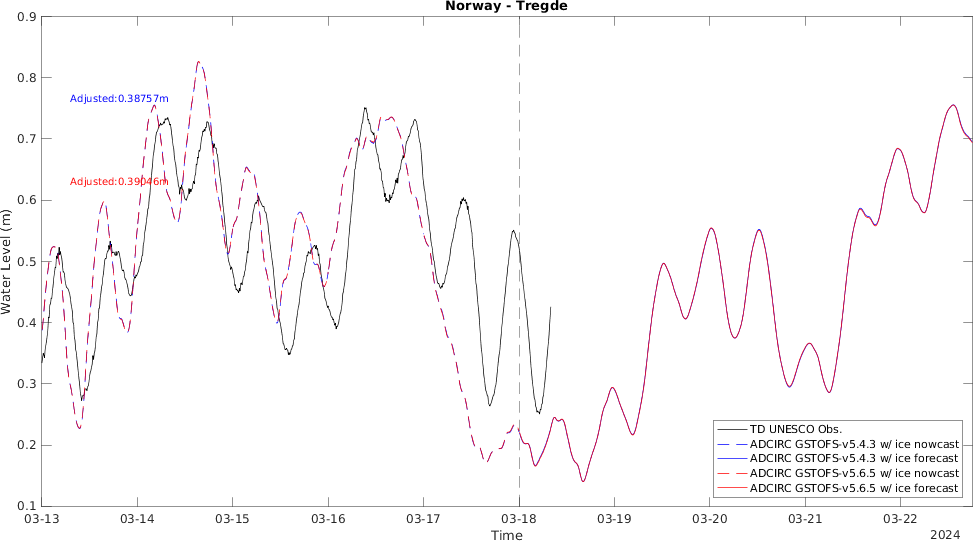 Norway - Tregde
0.9
0.8
0.7
0.6
0.5
0.4
0.3
0.2
0.1
Water Level (m)
Adjusted:0.38757m
Adjusted:0.39046m
TD UNESCO Obs.
ADCIRC GSTOFS-v5.4.3 w/ ice nowcast
ADCIRC GSTOFS-v5.4.3 w/ ice forecast
ADCIRC GSTOFS-v5.6.5 w/ ice nowcast
ADCIRC GSTOFS-v5.6.5 w/ ice forecast
03-13 03-14 03-15 03-16 03-17 03-18 03-19 03-20 03-21 03-22
Time
2024